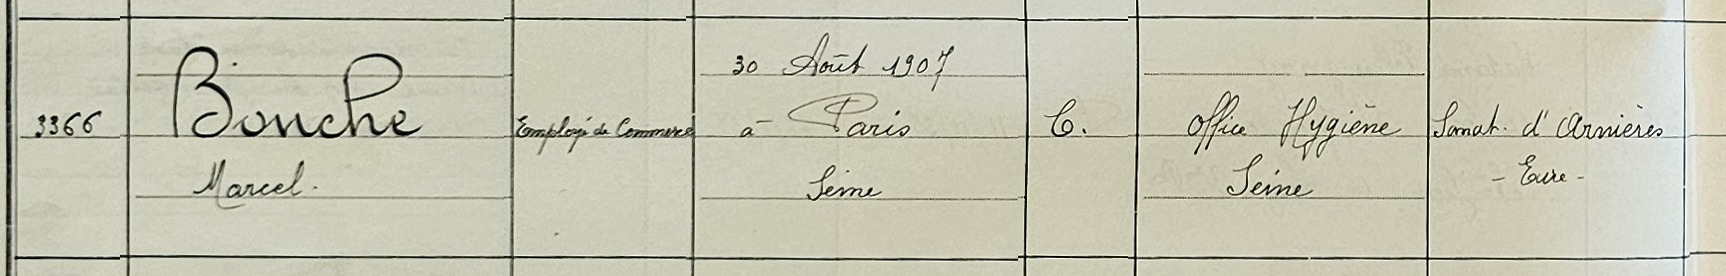 30 Août 1907
3366 Bonche Employé de Commerce à Paris C. Office Hygiène Sanat. d'Arnières
Marcel. Seine Seine - Eure -